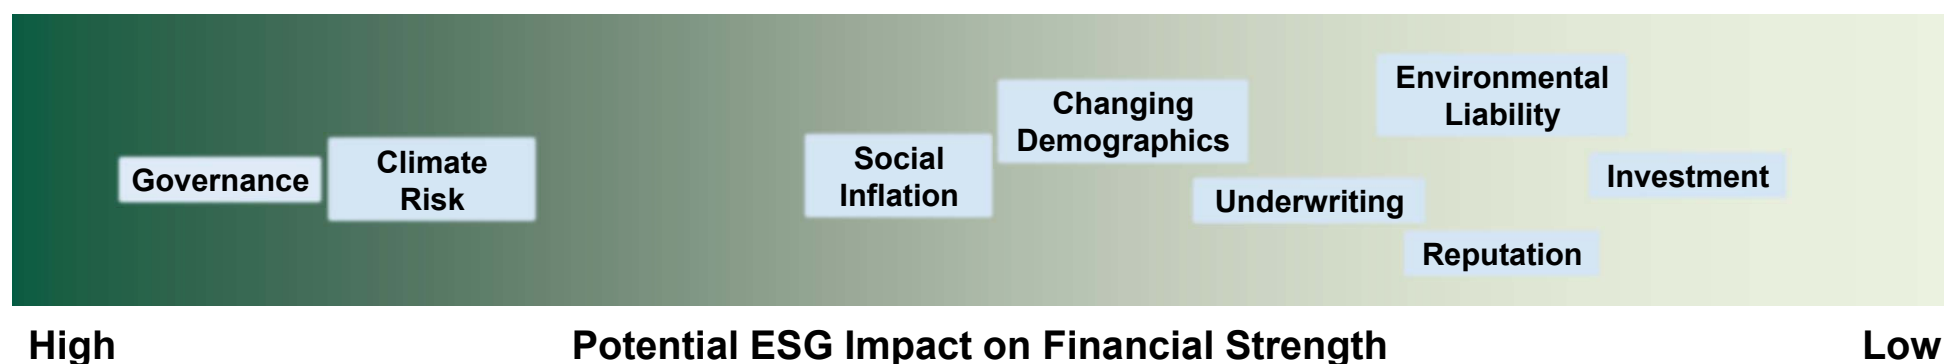 Governance
Climate
Risk
Social
Inflation
Changing
Demographics
Underwriting
Environmental
Liability
Reputation
Investment
High
Potential ESG Impact on Financial Strength
Low